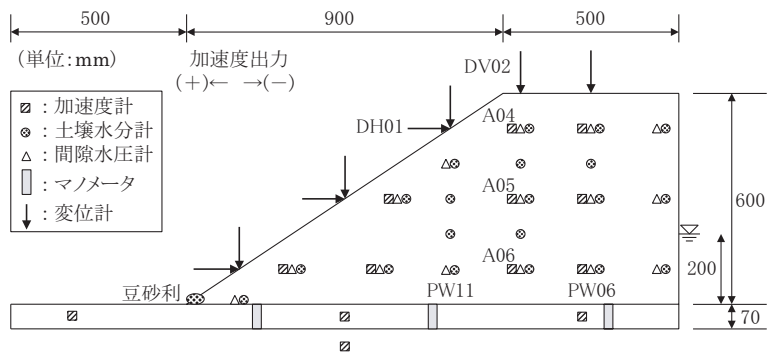 500
900
500
(単位:mm)
加速度出力
(+)← →(−)
DV02
: 加速度計
: 土壌水分計
: 間隙水圧計
: マノメータ
: 変位計
DH01
A04
A05
A06
600
200
豆砂利
PW11
PW06
70